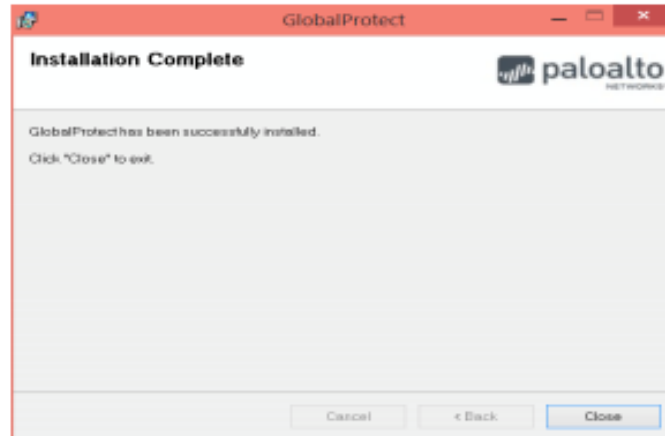 GlobalProtect
Installation Complete
paloalto
NETWORKS
GlobalProtect has been successfully installed.
Click "Close" to exit.
Cancel
< Back
Close